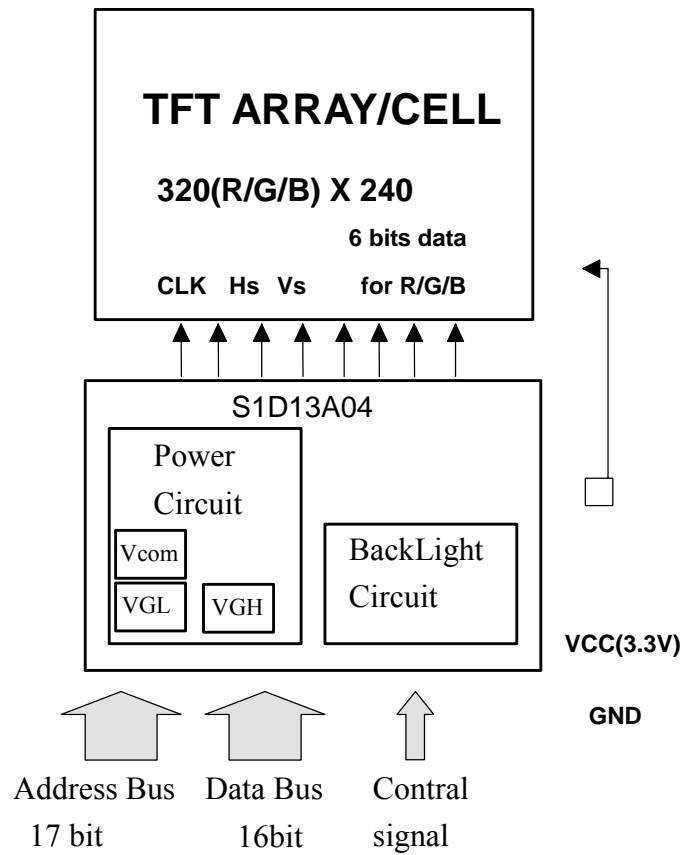 TFT ARRAY/CELL
320(R/G/B) X 240
6 bits data
CLK Hs Vs for R/G/B
S1D13A04
Power
Circuit
Vcom
VGL VGH
BackLight
Circuit
VCC(3.3V)
GND
Address Bus
17 bit
Data Bus
16bit
Contral
signal